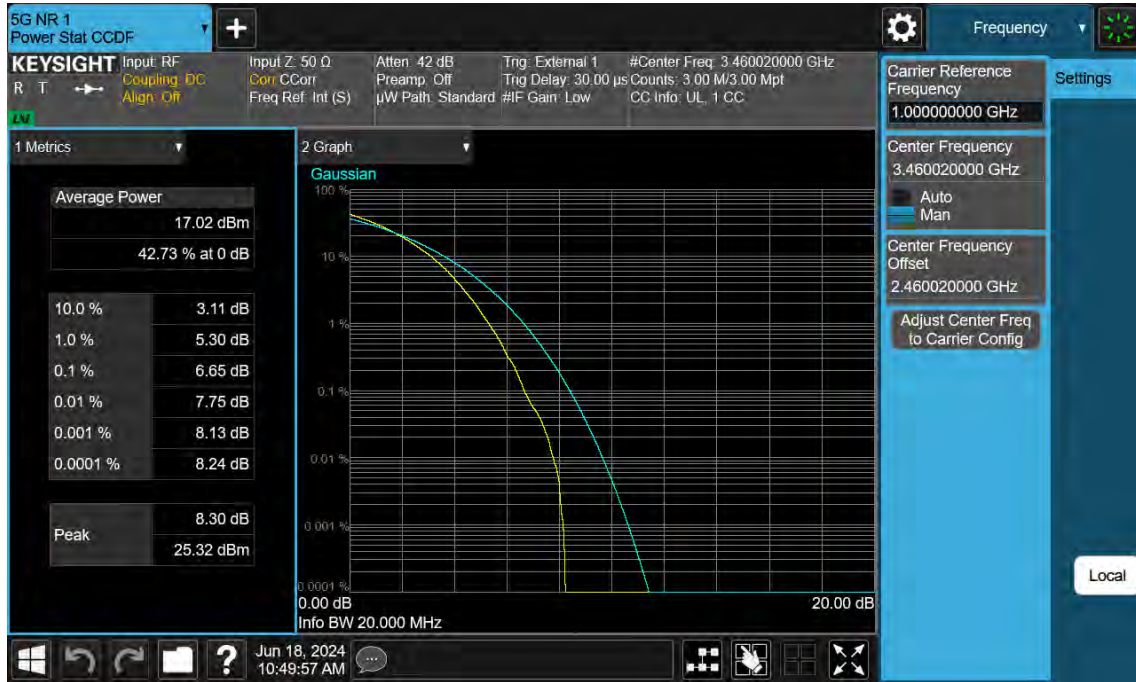 5G NR 1
Power Stat CCDF
+
Frequency
KEYSIGHT
R T
LXI
Input: RF
Coupling: DC
Align: Off
Input Z: 50 Ω
Corr CCorr
Freq Ref: Int (S)
Atten: 42 dB
Preamp: Off
µW Path: Standard
Trig: External 1
Trig Delay: 30.00 µs
#IF Gain: Low
#Center Freq: 3.460020000 GHz
Counts: 3.00 M/3.00 Mpt
CC Info: UL, 1 CC
1 Metrics
Average Power
17.02 dBm
42.73 % at 0 dB
10.0 % 3.11 dB
1.0 % 5.30 dB
0.1 % 6.65 dB
0.01 % 7.75 dB
0.001 % 8.13 dB
0.0001 % 8.24 dB
Peak
8.30 dB
25.32 dBm
2 Graph
Gaussian
100 %
10 %
1 %
0.1 %
0.01 %
0.001 %
0.0001 %
0.00 dB 20.00 dB
Info BW 20.000 MHz
Carrier Reference
Frequency
1.000000000 GHz
Center Frequency
3.460020000 GHz
Auto
Man
Center Frequency
Offset
2.460020000 GHz
Adjust Center Freq
to Carrier Config
Settings
Local
?
Jun 18, 2024
10:49:57 AM